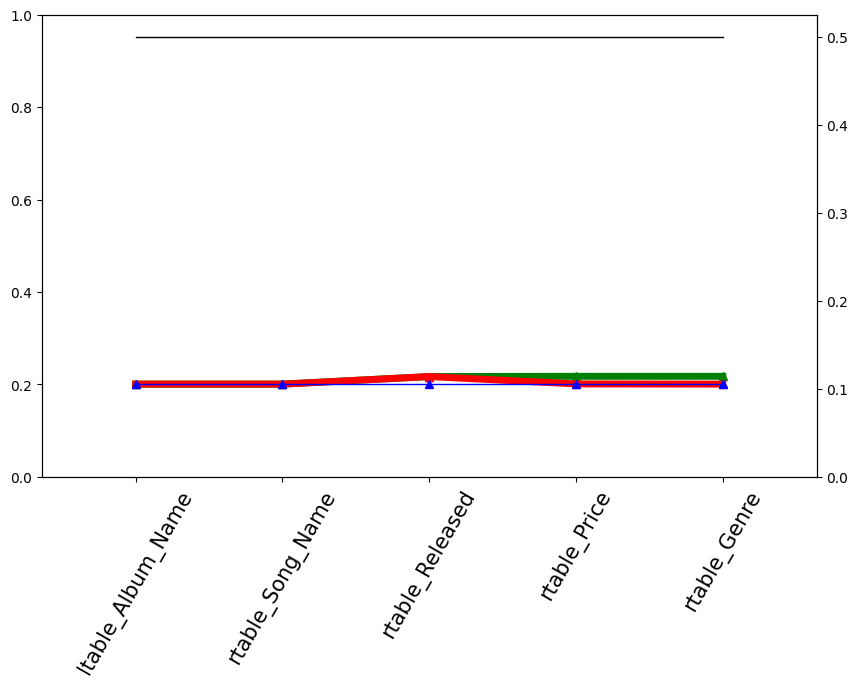 1.0
0.8
0.6
0.4
0.2
0.0
0.5
0.4
0.3
0.2
0.1
0.0
ltable_Album_Name
rtable_Song_Name
rtable_Released
rtable_Price
rtable_Genre